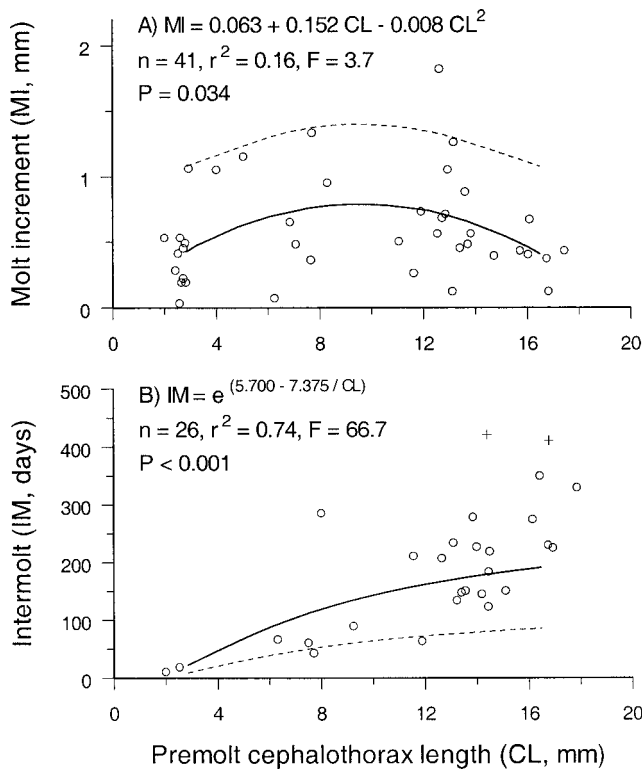 A) MI = 0.063 + 0.152 CL - 0.008 CL²
n = 41, r² = 0.16, F = 3.7
P = 0.034
Molt increment (MI, mm)
2
1
0
0 4 8 12 16 20
B) IM = e^(5.700 - 7.375 / CL)
n = 26, r² = 0.74, F = 66.7
P < 0.001
Intermolt (IM, days)
500
400
300
200
100
0
0 4 8 12 16 20
Premolt cephalothorax length (CL, mm)